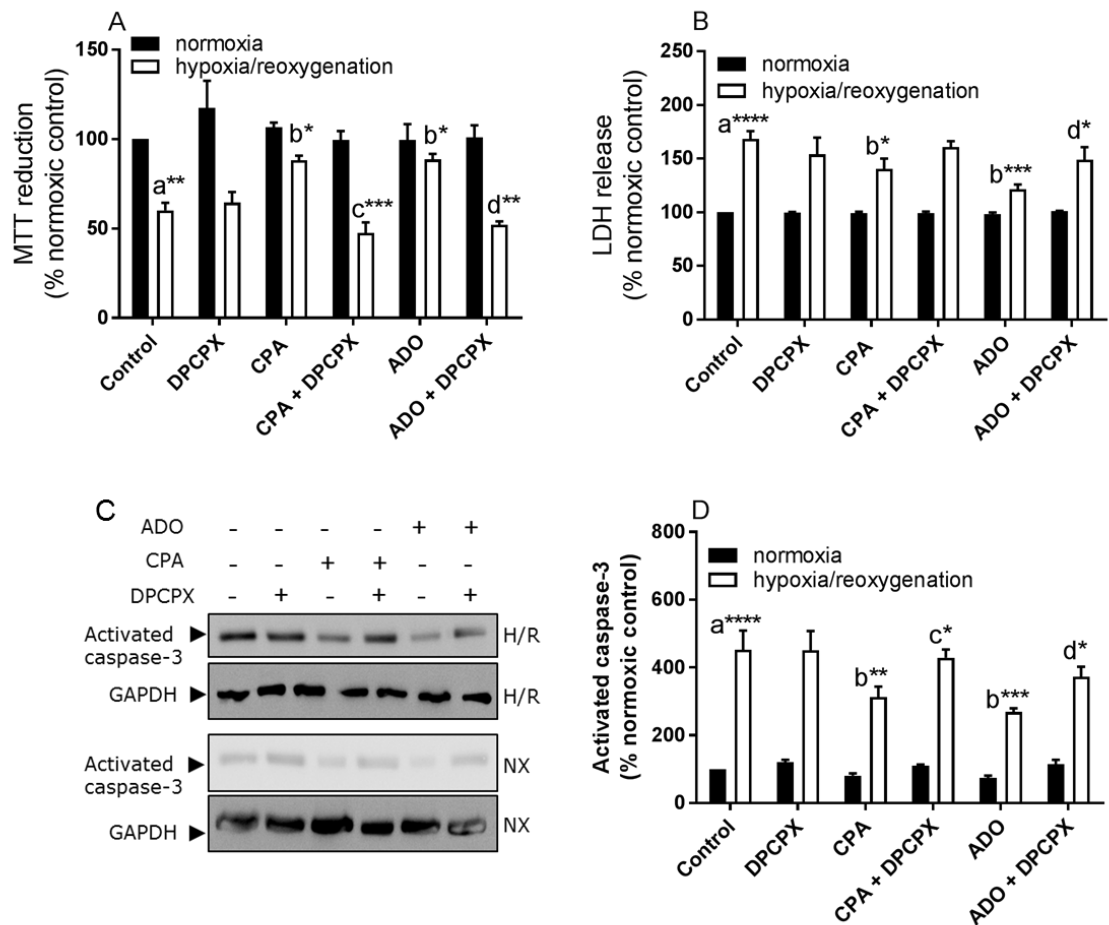 A
MTT reduction
(% normoxic control)
150
100
50
0
normoxia
hypoxia/reoxygenation
a**
b*
c***
b*
d**
Control
DPCPX
CPA
CPA + DPCPX
ADO
ADO + DPCPX
B
LDH release
(% normoxic control)
250
200
150
100
50
0
normoxia
hypoxia/reoxygenation
a****
b*
b***
d*
Control
DPCPX
CPA
CPA + DPCPX
ADO
ADO + DPCPX
C
ADO - - - - + +
CPA - - + + - -
DPCPX - + - + - +
Activated
caspase-3
H/R
GAPDH
H/R
Activated
caspase-3
NX
GAPDH
NX
D
Activated caspase-3
(% normoxic control)
800
600
400
200
0
normoxia
hypoxia/reoxygenation
a****
b**
c*
b***
d*
Control
DPCPX
CPA
CPA + DPCPX
ADO
ADO + DPCPX